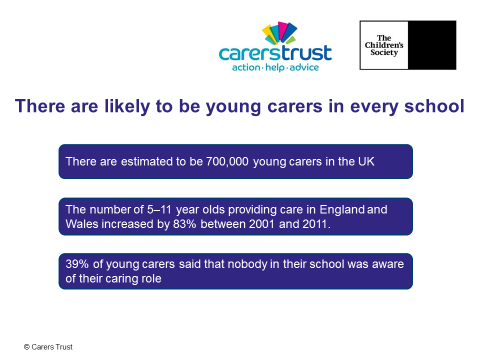 carerstrust
action·help·advice
The
Children's
Society
There are likely to be young carers in every school
There are estimated to be 700,000 young carers in the UK
The number of 5–11 year olds providing care in England and
Wales increased by 83% between 2001 and 2011.
39% of young carers said that nobody in their school was aware
of their caring role
© Carers Trust